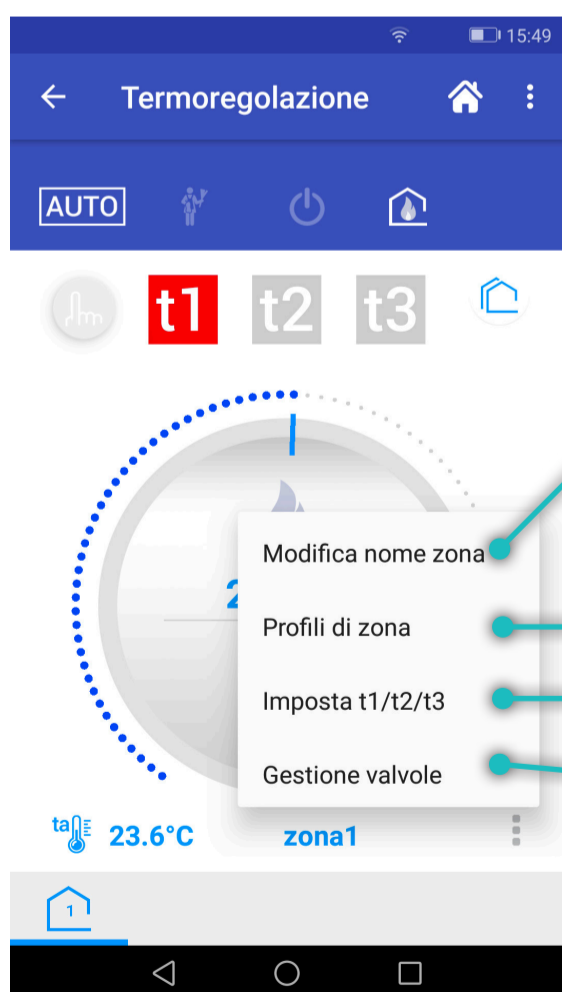 15:49
Termoregolazione
AUTO
t1 t2 t3
Modifica nome zona
2
Profili di zona
Imposta t1/t2/t3
Gestione valvole
ta 23.6°C zona1
1